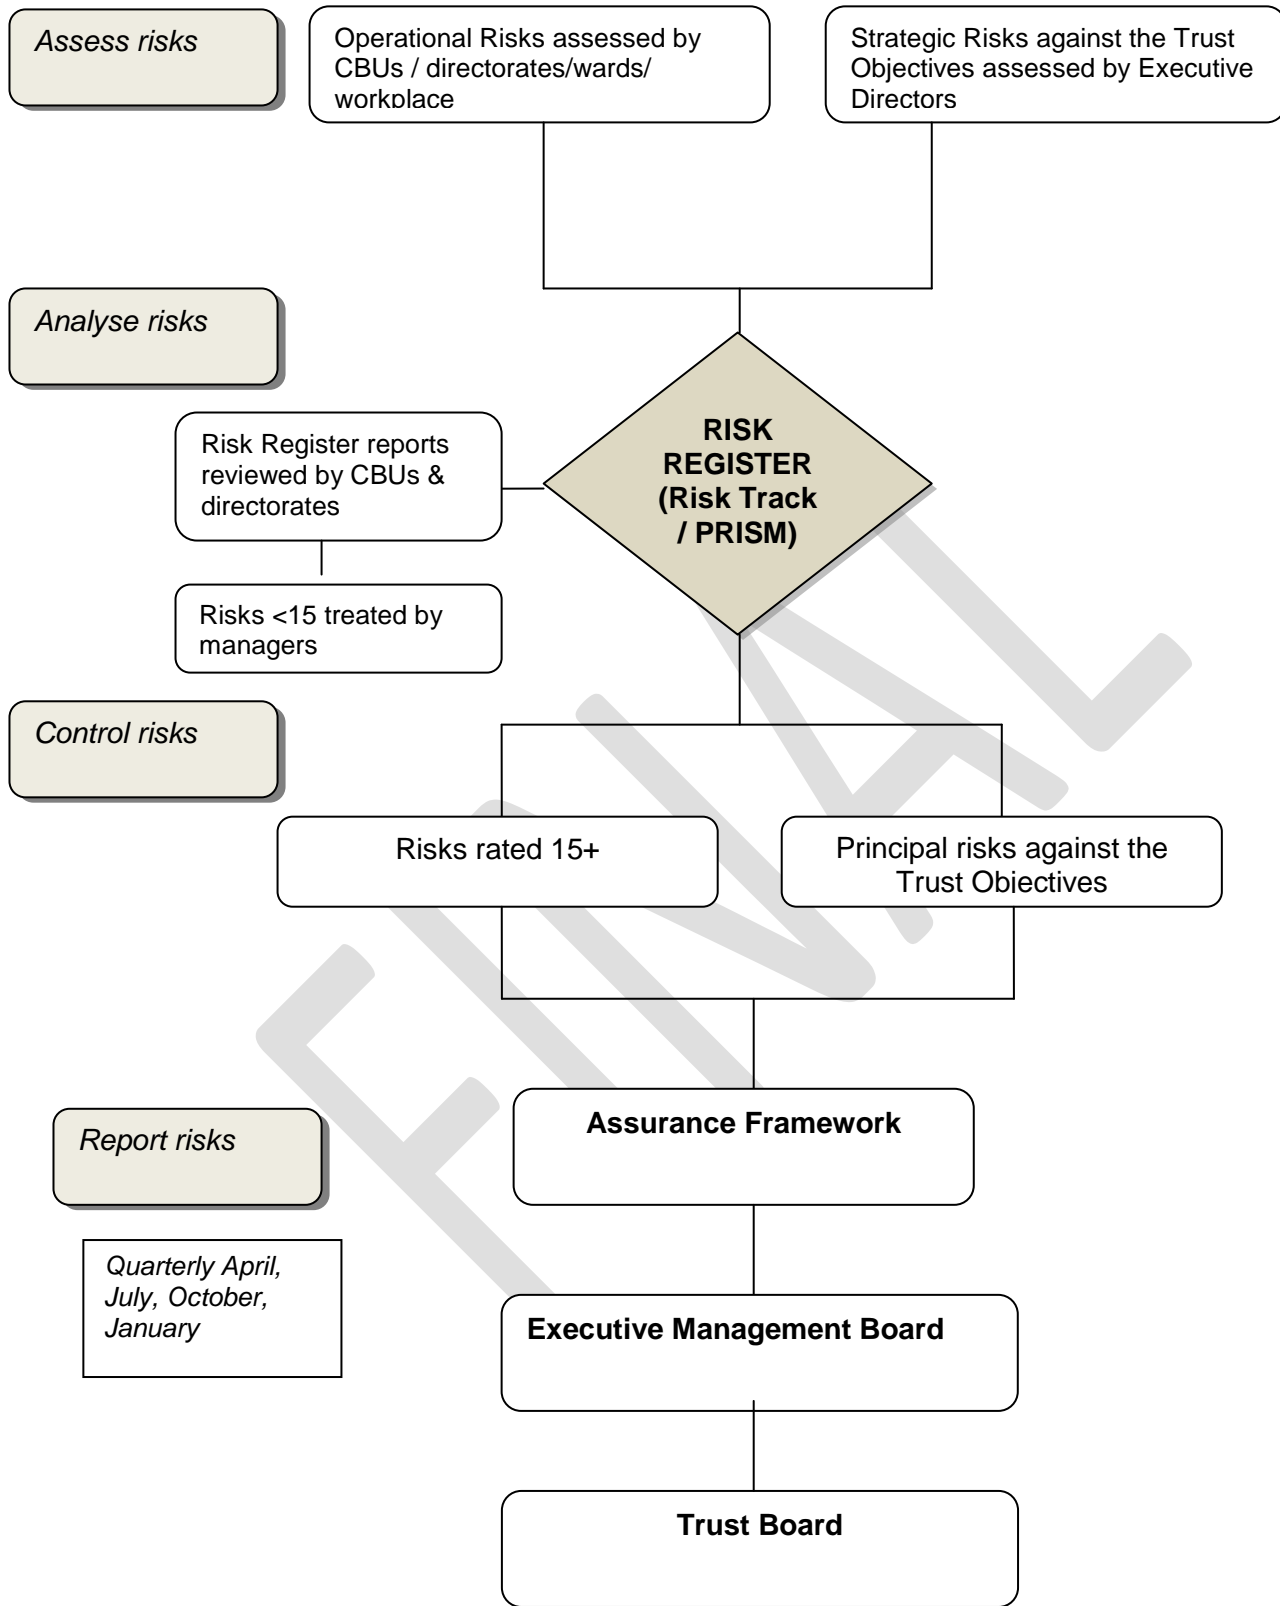 Assess risks
Operational Risks assessed by
CBUs / directorates/wards/
workplace
Strategic Risks against the Trust
Objectives assessed by Executive
Directors
Analyse risks
RISK
REGISTER
(Risk Track
/ PRISM)
Risk Register reports
reviewed by CBUs &
directorates
Risks <15 treated by
managers
Control risks
Risks rated 15+
Principal risks against the
Trust Objectives
FINAL
Assurance Framework
Report risks
Quarterly April,
July, October,
January
Executive Management Board
Trust Board